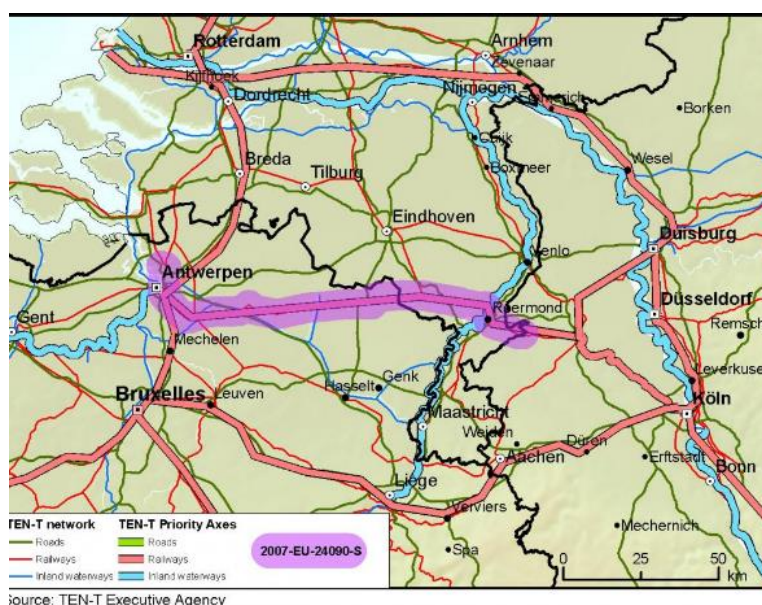 Rotterdam
Arnhem
Zevenaar
Kijfhoek
Nijmegen
Emmerich
Dordrecht
Borken
Cuijk
Boxmeer
Wesel
Breda
Tilburg
Eindhoven
Duisburg
Venlo
Antwerpen
Düsseldorf
Roermond
Gent
Remsch
Mechelen
Leverkuse
Genk
Hasselt
Bruxelles
Leuven
Köln
Maastricht
Weiden
Düren
Aachen
Erftstadt
Bonn
Liège
Verviers
Mechernich
Spa
TEN-T network
Roads
Railways
Inland waterways
TEN-T Priority Axes
Roads
Railways
Inland waterways
2007-EU-24090-S
0 25 50
km
Source: TEN-T Executive Agency